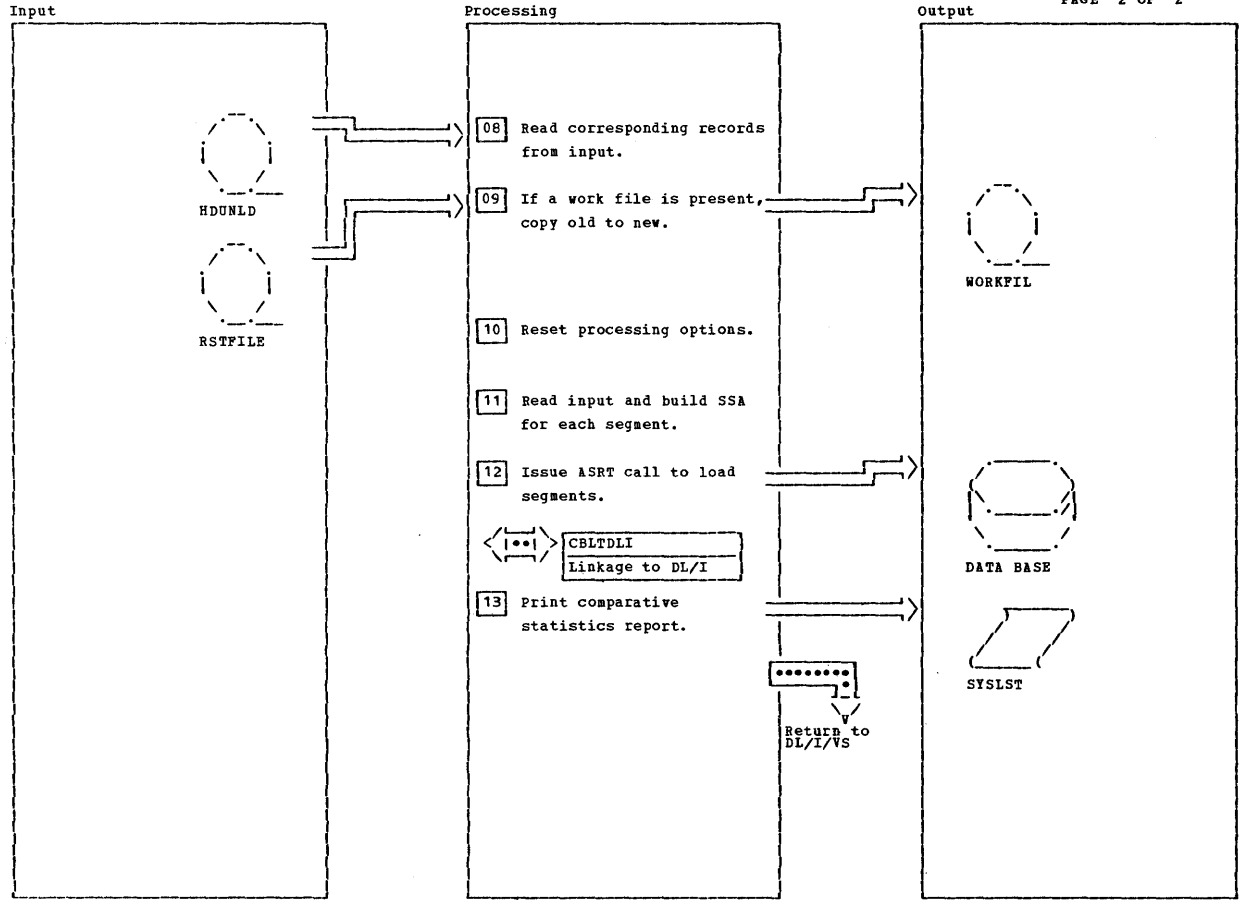 PAGE 2 OF 2
Input
Processing
Output
HDUNLD
RSTFILE
08 Read corresponding records
from input.
09 If a work file is present,
copy old to new.
10 Reset processing options.
11 Read input and build SSA
for each segment.
12 Issue ASRT call to load
segments.
CBLTDLI
Linkage to DL/I
13 Print comparative
statistics report.
Return to
DL/I/VS
WORKFIL
DATA BASE
SYSLST